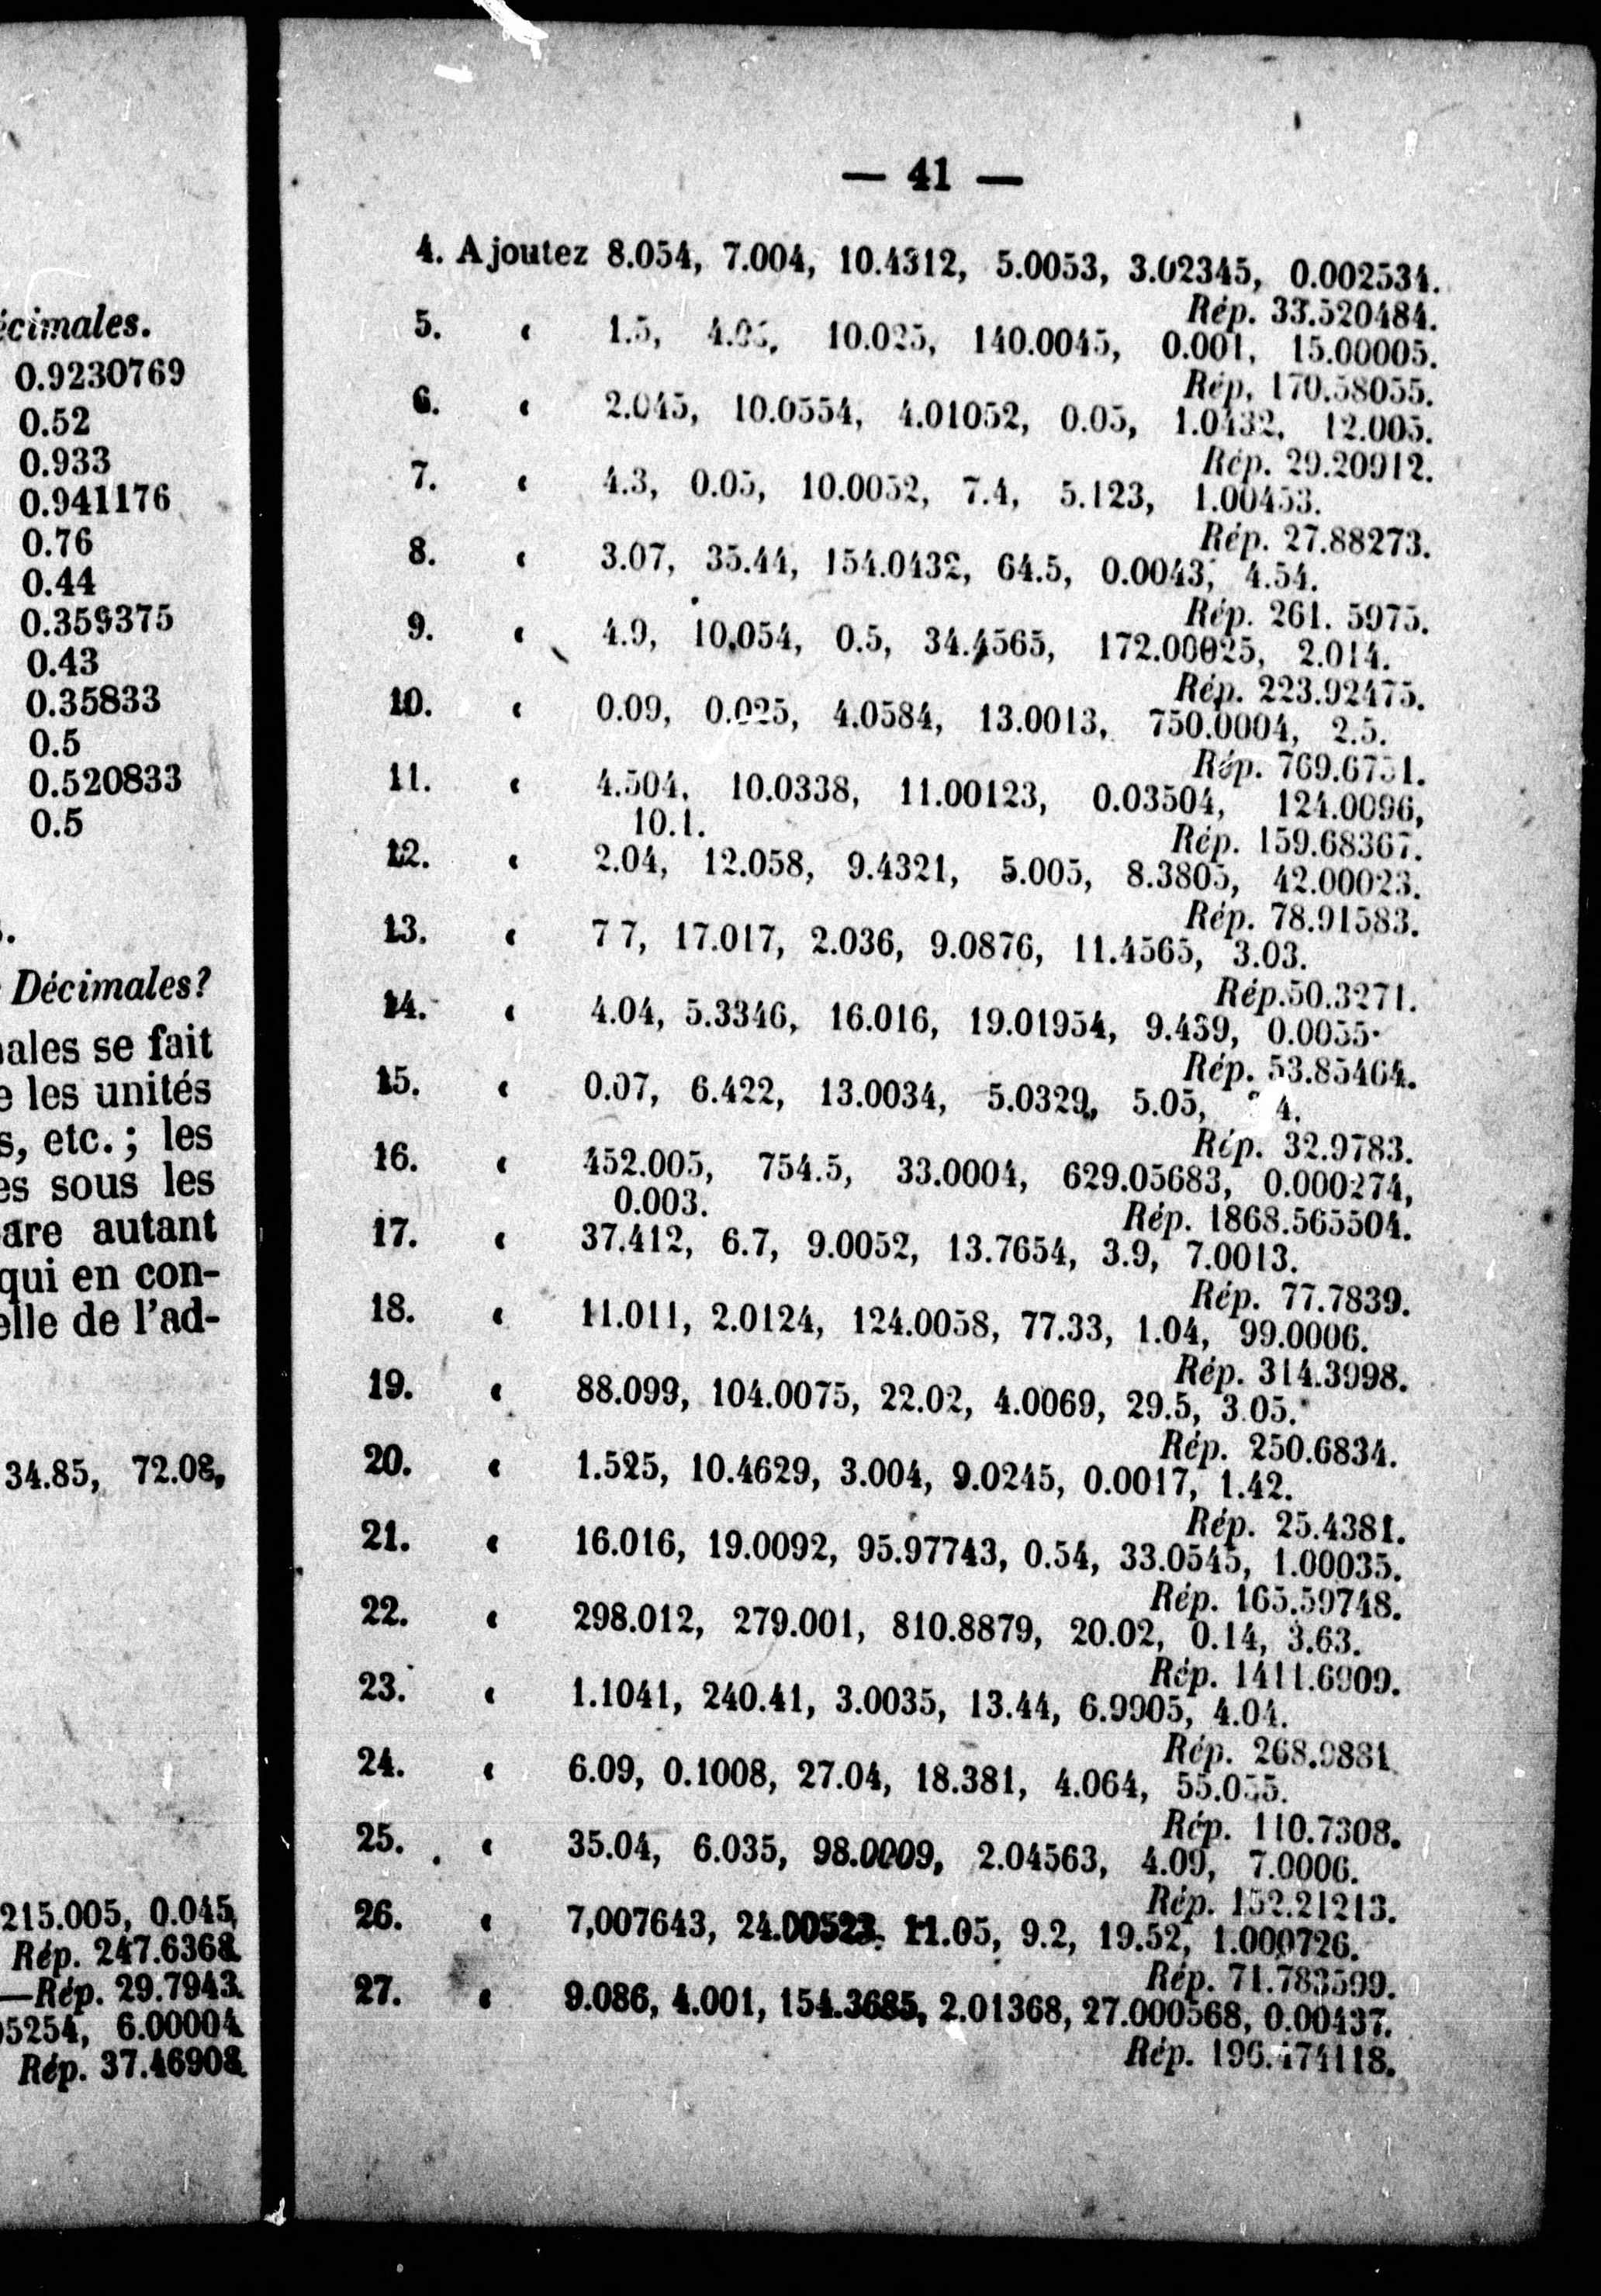 écimales.
0.9230769
0.52
0.933
0.941176
0.76
0.44
0.359375
0.43
0.35833
0.5
0.520833
0.5
Décimales?
ales se fait
e les unités
s, etc.; les
es sous les
are autant
qui en con-
elle de l'ad-
34.85, 72.08,
215.005, 0.045,
Rép. 247.6368.
—Rép. 29.7943.
5254, 6.00004
Rép. 37.46908.
— 41 —
4. Ajoutez 8.054, 7.004, 10.4312, 5.0053, 3.02345, 0.002534.
Rép. 33.520484.
5. « 1.5, 10.025, 140.0045, 0.001, 15.00005.
Rép. 170.58055.
6. « 2.045, 10.0554, 4.01052, 0.05, 1.0432, 12.005.
Rép. 29.20912.
7. « 4.3, 0.05, 10.0052, 7.4, 5.123, 1.00453.
Rép. 27.88273.
8. « 3.07, 35.44, 154.0432, 64.5, 0.0043, 4.54.
Rép. 261. 5975.
9. « 4.9, 10.054, 0.5, 34.4565, 172.00025, 2.014.
Rép. 223.92475.
10. « 0.09, 0.025, 4.0584, 13.0013, 750.0004, 2.5.
Rép. 769.6751.
11. « 4.504, 10.0338, 11.00123, 0.03504, 124.0096,
10.1. Rép. 159.68367.
12. « 2.04, 12.058, 9.4321, 5.005, 8.3805, 42.00023.
Rép. 78.91583.
13. « 7 7, 17.017, 2.036, 9.0876, 11.4565, 3.03.
Rép.50.3271.
14. « 4.04, 5.3346, 16.016, 19.01954, 9.439, 0.0055.
Rép. 53.85464.
15. « 0.07, 6.422, 13.0034, 5.0329, 5.05,
Rép. 32.9783.
16. « 452.005, 754.5, 33.0004, 629.05683, 0.000274,
0.003. Rép. 1868.565504.
17. « 37.412, 6.7, 9.0052, 13.7654, 3.9, 7.0013.
Rép. 77.7839.
18. « 11.011, 2.0124, 124.0058, 77.33, 1.04, 99.0006.
Rép. 314.3998.
19. « 88.099, 104.0075, 22.02, 4.0069, 29.5, 3.05.
Rép. 250.6834.
20. « 1.525, 10.4629, 3.004, 9.0245, 0.0017, 1.42.
Rép. 25.4381.
21. « 16.016, 19.0092, 95.97743, 0.54, 33.0545, 1.00035.
Rép. 165.59748.
22. « 298.012, 279.001, 810.8879, 20.02, 0.14, 3.63.
Rép. 1411.6909.
23. « 1.1041, 240.41, 3.0035, 13.44, 6.9905, 4.04.
Rép. 268.9881
24. « 6.09, 0.1008, 27.04, 18.381, 4.064, 55.055.
Rép. 110.7308.
25. « 35.04, 6.035, 98.0009, 2.04563, 4.09, 7.0006.
Rép. 152.21213.
26. « 7,007643, 24.00523, 11.05, 9.2, 19.52, 1.000726.
Rép. 71.783599.
27. « 9.086, 4.001, 154.3685, 2.01368, 27.000568, 0.00437.
Rép. 196.474118.